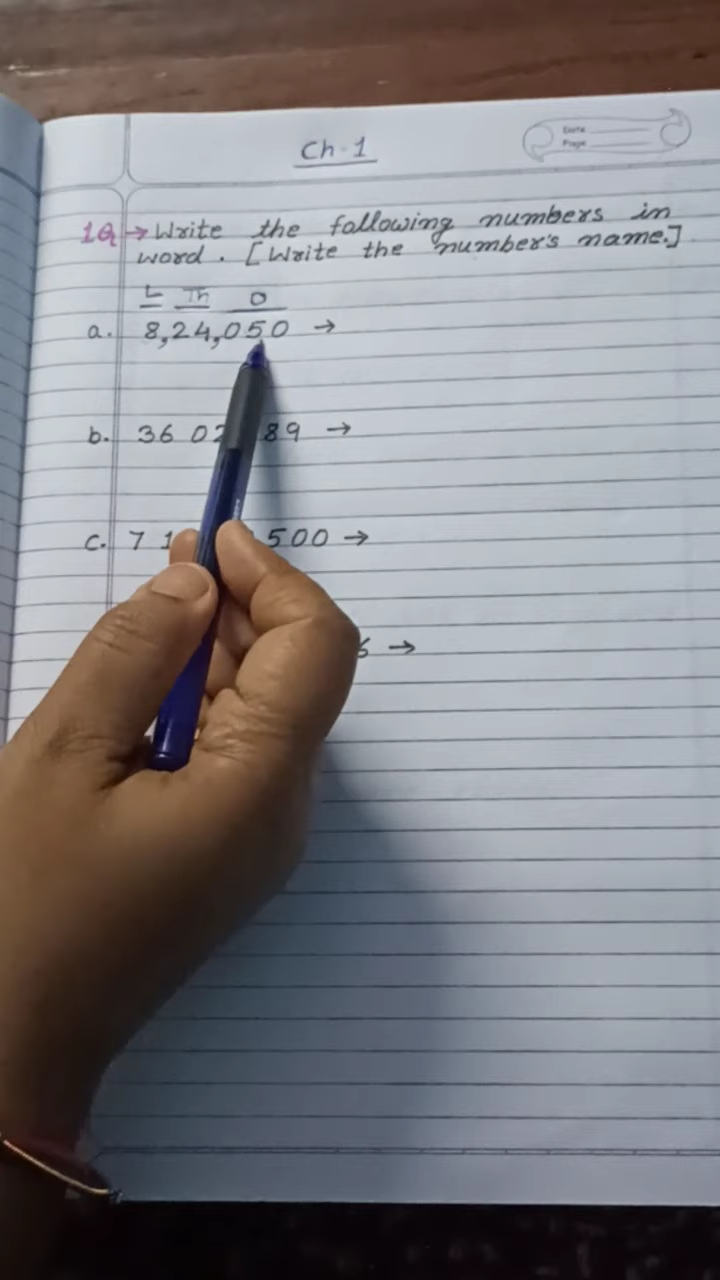 Ch-1
Date
Page
1Q → Write the following numbers in
word. [Write the number's name.]
L Th O
a. 8,24,050 →
b. 36 02 89 →
c. 7 1 500 →
6 →